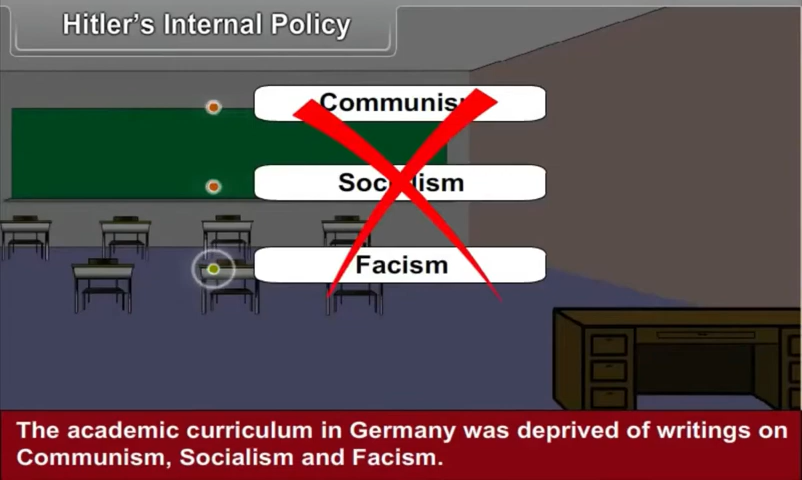 Hitler's Internal Policy
Communism
Socialism
Facism
The academic curriculum in Germany was deprived of writings on
Communism, Socialism and Facism.